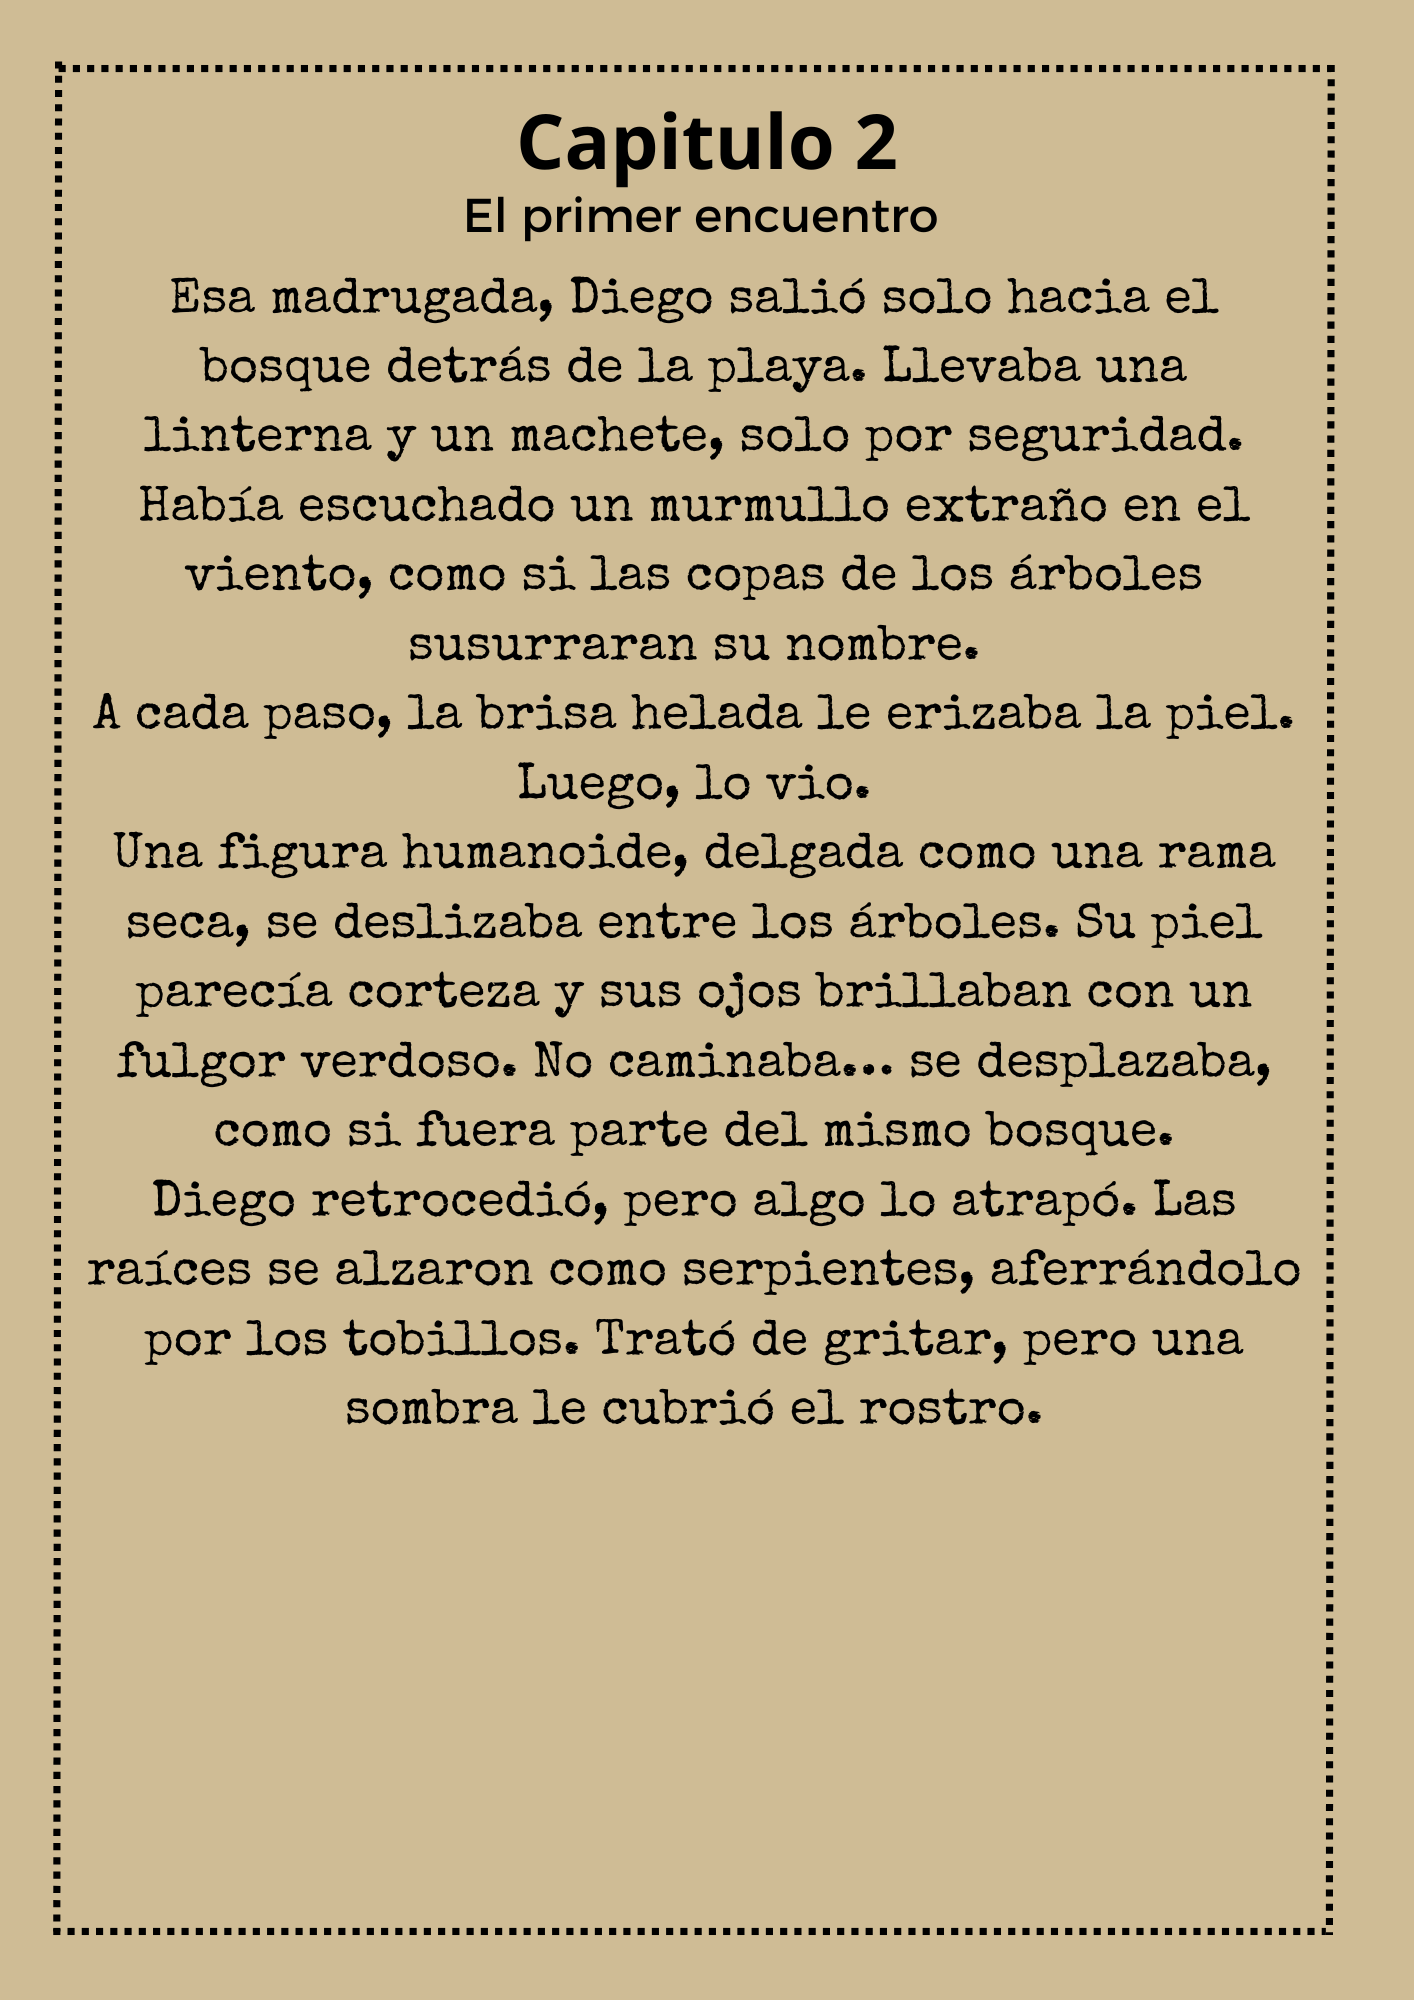 Capitulo 2
El primer encuentro
Esa madrugada, Diego salió solo hacia el
bosque detrás de la playa. Llevaba una
linterna y un machete, solo por seguridad.
Había escuchado un murmullo extraño en el
viento, como si las copas de los árboles
susurraran su nombre.
A cada paso, la brisa helada le erizaba la piel.
Luego, lo vio.
Una figura humanoide, delgada como una rama
seca, se deslizaba entre los árboles. Su piel
parecía corteza y sus ojos brillaban con un
fulgor verdoso. No caminaba... se desplazaba,
como si fuera parte del mismo bosque.
Diego retrocedió, pero algo lo atrapó. Las
raíces se alzaron como serpientes, aferrándolo
por los tobillos. Trató de gritar, pero una
sombra le cubrió el rostro.